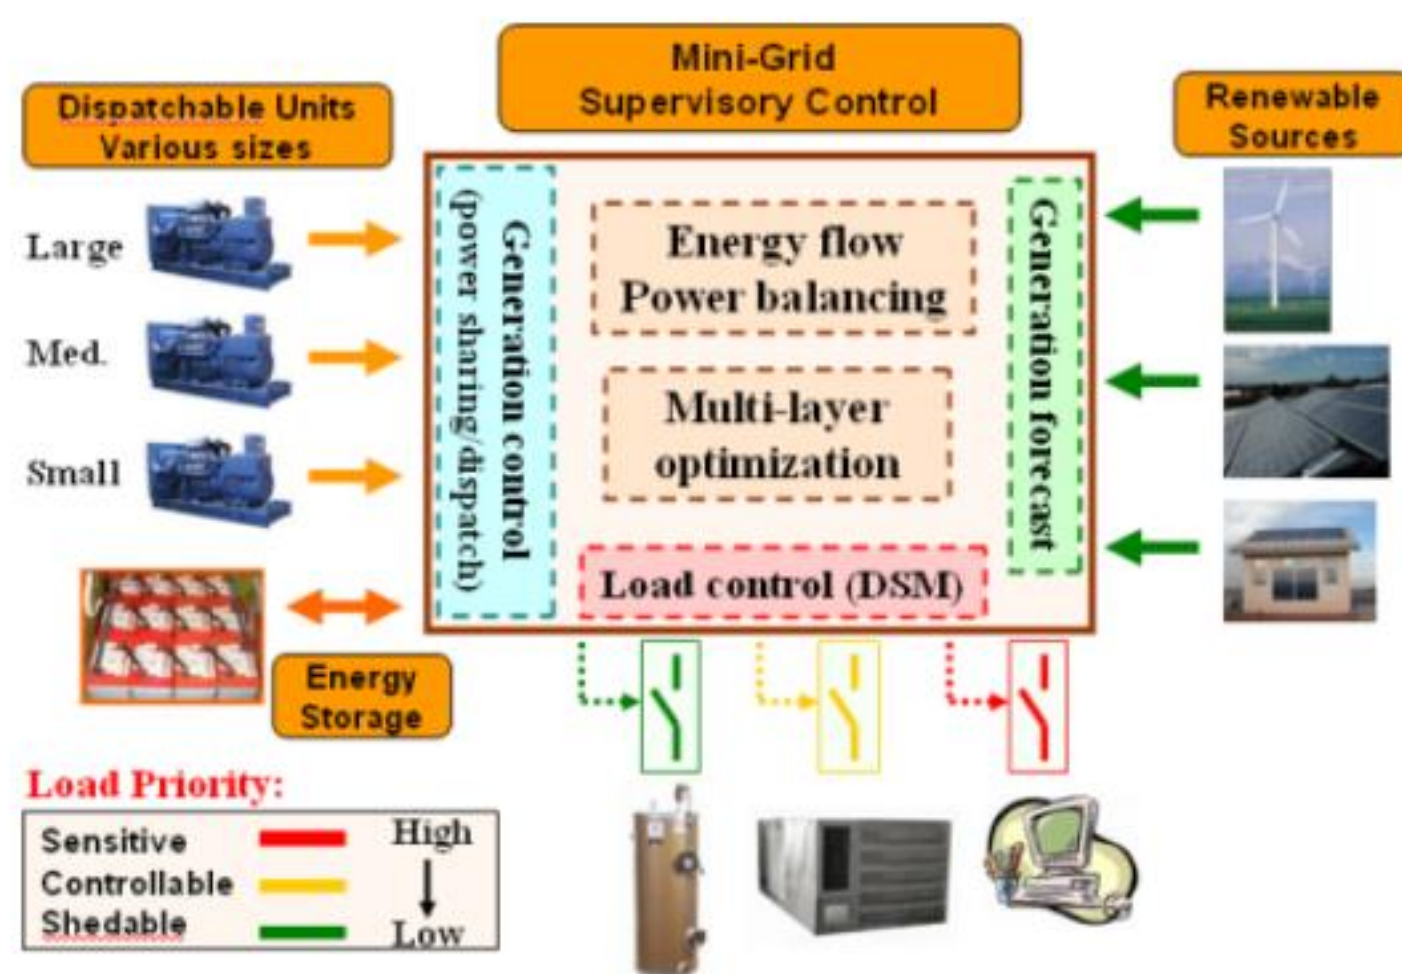 Mini-Grid
Supervisory Control
Dispatchable Units
Various sizes
Renewable
Sources
Large
Med.
Small
Generation control
(power sharing/dispatch)
Energy flow
Power balancing
Multi-layer
optimization
Load control (DSM)
Generation forecast
Energy
Storage
Load Priority:
Sensitive
Controllable
Shedable
High
Low